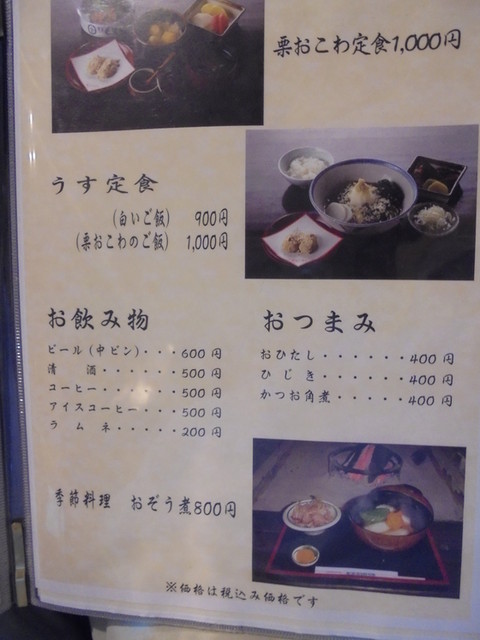 栗おこわ定食1,000円
うす定食
(白いご飯) 900円
(栗おこわのご飯) 1,000円
お飲み物
ビール(中ビン)・・・600円
清 酒・・・・・・500円
コーヒー・・・・・・500円
アイスコーヒー・・・500円
ラ ム ネ・・・・・200円
おつまみ
おひたし・・・・・・400円
ひ じ き・・・・・・400円
かつお角煮・・・・・400円
季節料理 おぞう煮800円
※価格は税込み価格です